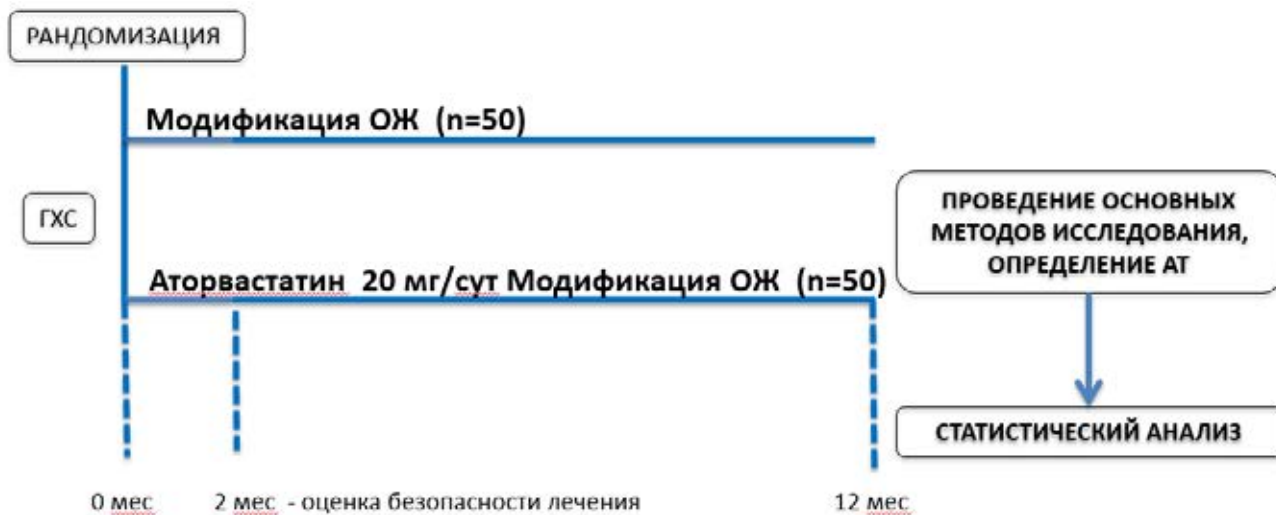 РАНДОМИЗАЦИЯ
Модификация ОЖ (n=50)
ГХС
ПРОВЕДЕНИЕ ОСНОВНЫХ
МЕТОДОВ ИССЛЕДОВАНИЯ,
ОПРЕДЕЛЕНИЕ АТ
Аторвастатин 20 мг/сут Модификация ОЖ (n=50)
СТАТИСТИЧЕСКИЙ АНАЛИЗ
0 мес 2 мес - оценка безопасности лечения 12 мес